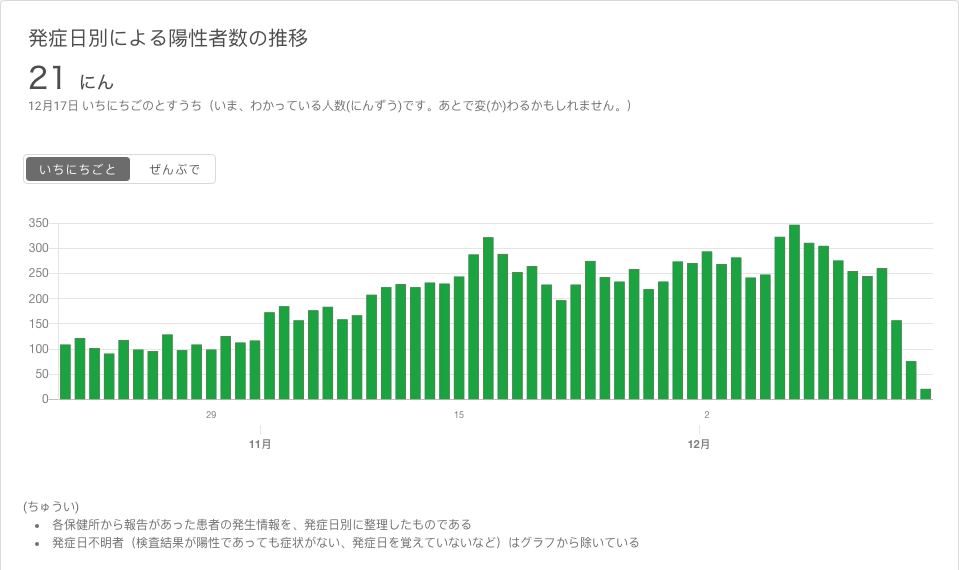 発症日別による陽性者数の推移
21 にん
12月17日 いちにちごのとすうち（いま、わかっている人数(にんずう)です。あとで変(か)わるかもしれません。）
いちにちごと ぜんぶで
350
300
250
200
150
100
50
0
29 15 2
11月 12月
(ちゅうい)
• 各保健所から報告があった患者の発生情報を、発症日別に整理したものである
• 発症日不明者（検査結果が陽性であっても症状がない、発症日を覚えていないなど）はグラフから除いている